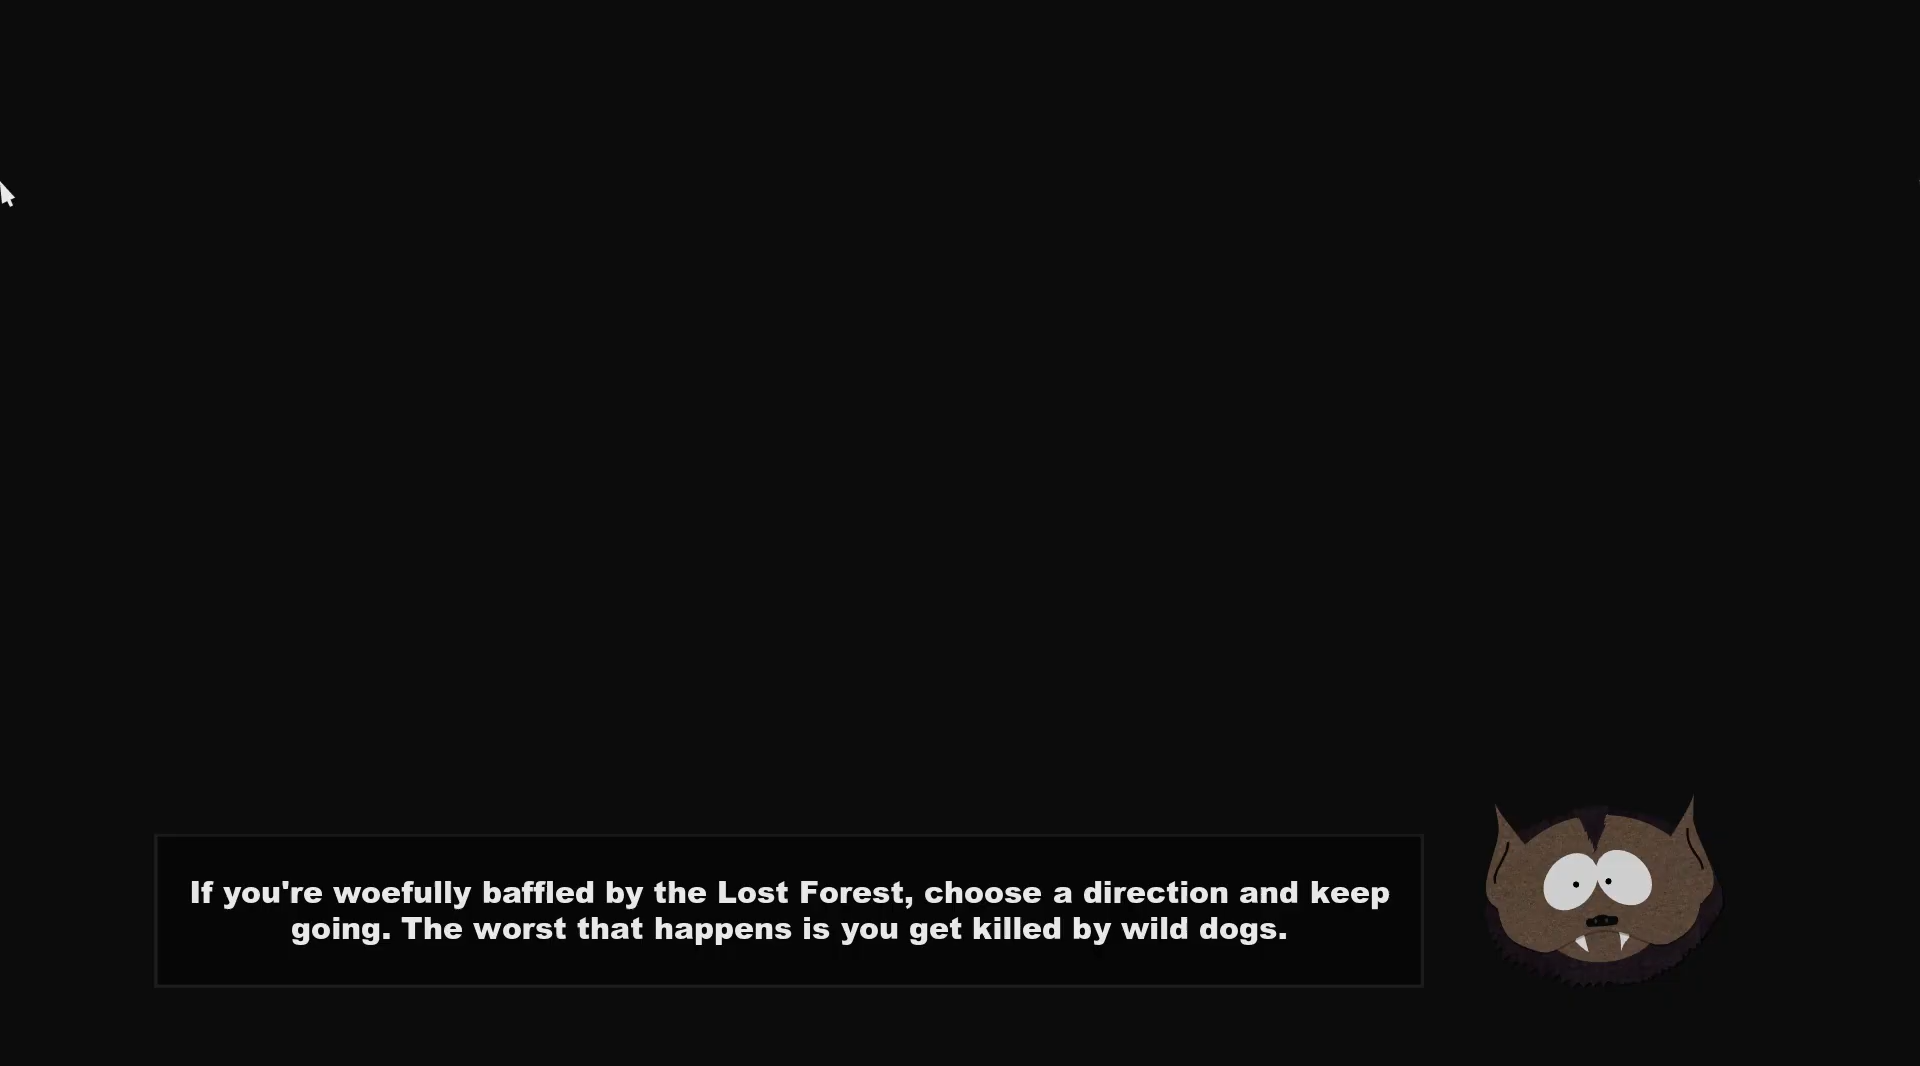 If you're woefully baffled by the Lost Forest, choose a direction and keep
going. The worst that happens is you get killed by wild dogs.